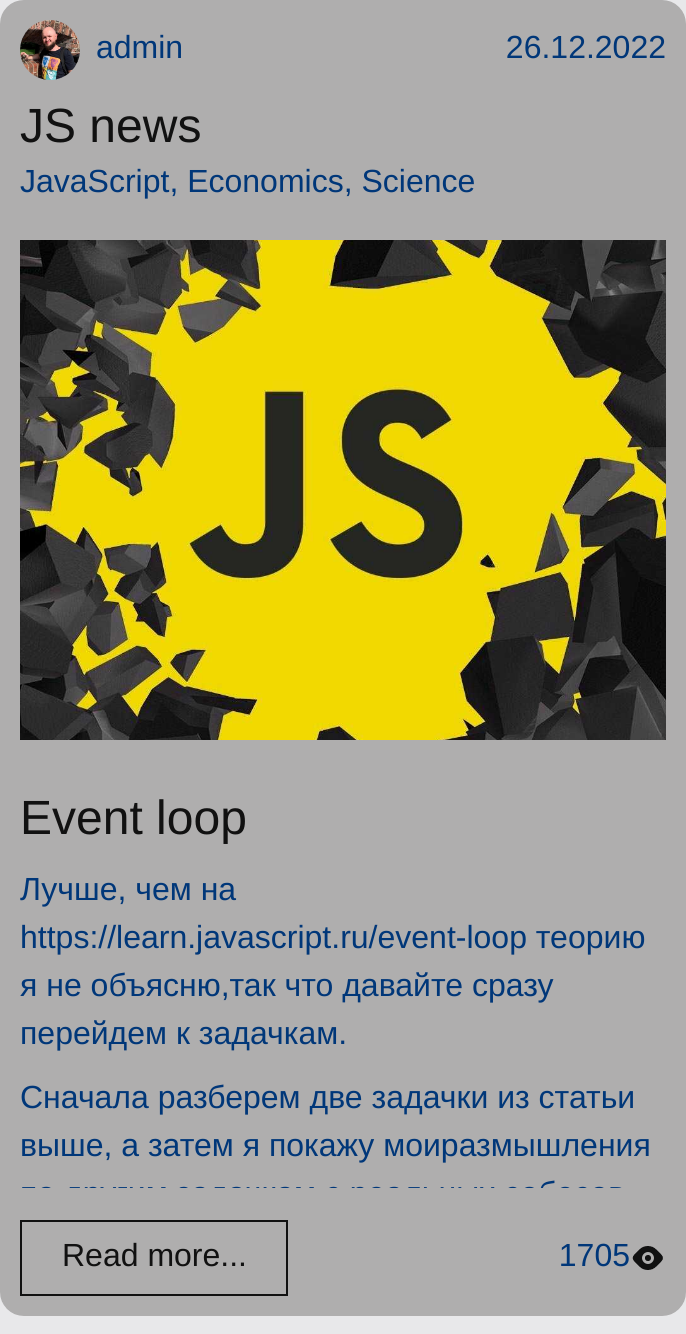 admin
26.12.2022
JS news
JavaScript, Economics, Science
JS
Event loop
Лучше, чем на
https://learn.javascript.ru/event-loop теорию
я не объясню,так что давайте сразу
перейдем к задачкам.
Сначала разберем две задачки из статьи
выше, а затем я покажу моиразмышления
Read more...
1705